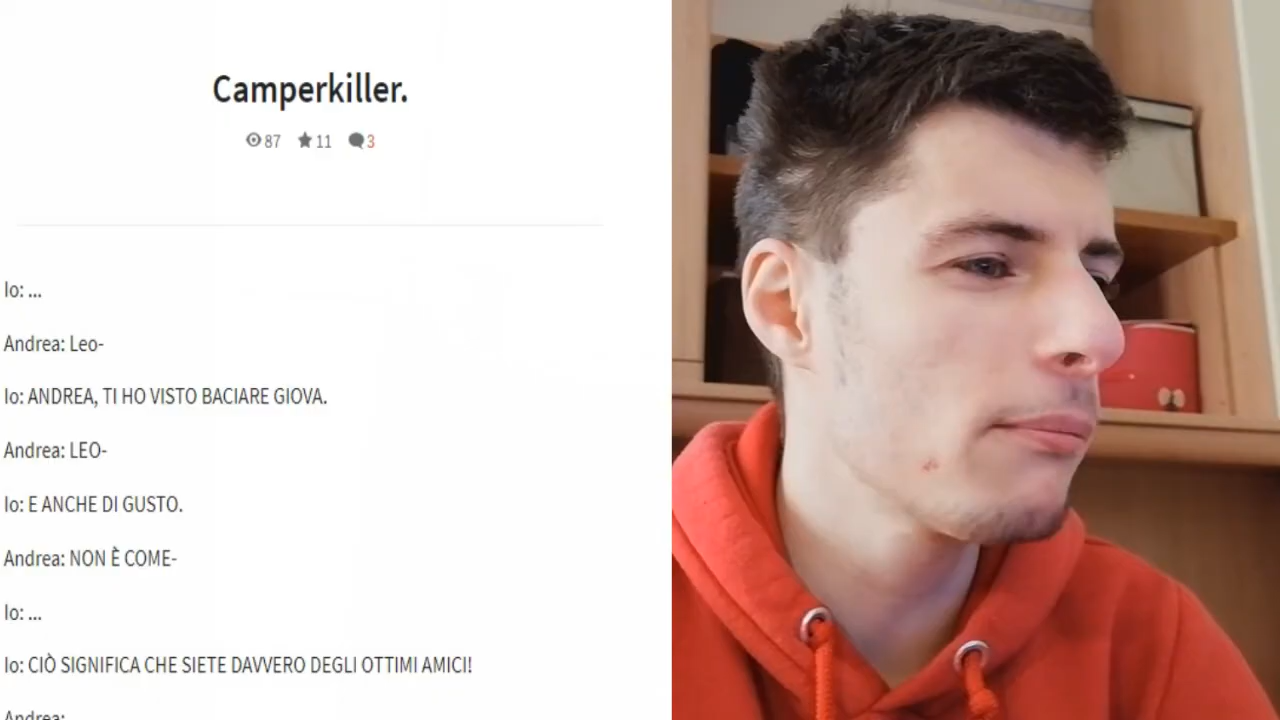 Camperkiller.
87 11 3
Io: ...
Andrea: Leo-
Io: ANDREA, TI HO VISTO BACIARE GIOVA.
Andrea: LEO-
Io: E ANCHE DI GUSTO.
Andrea: NON È COME-
Io: ...
Io: CIÒ SIGNIFICA CHE SIETE DAVVERO DEGLI OTTIMI AMICI!
Andrea: